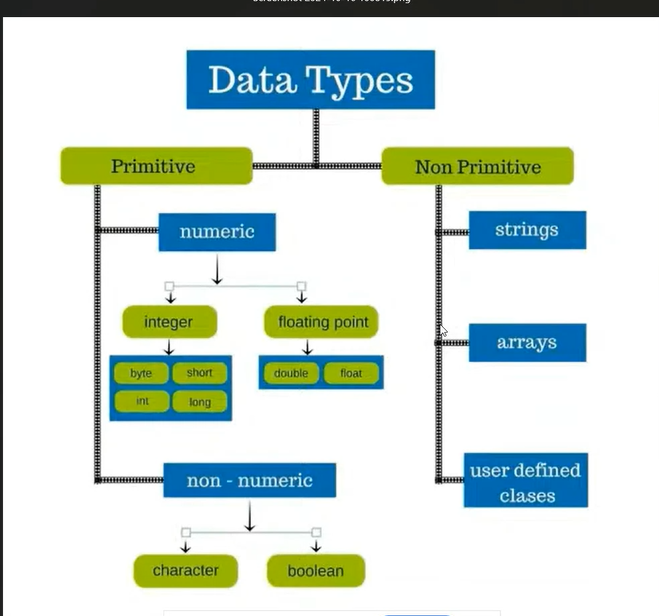 Data Types
Primitive
Non Primitive
numeric
strings
integer
floating point
arrays
byte
short
double
float
int
long
non - numeric
user defined
clases
character
boolean